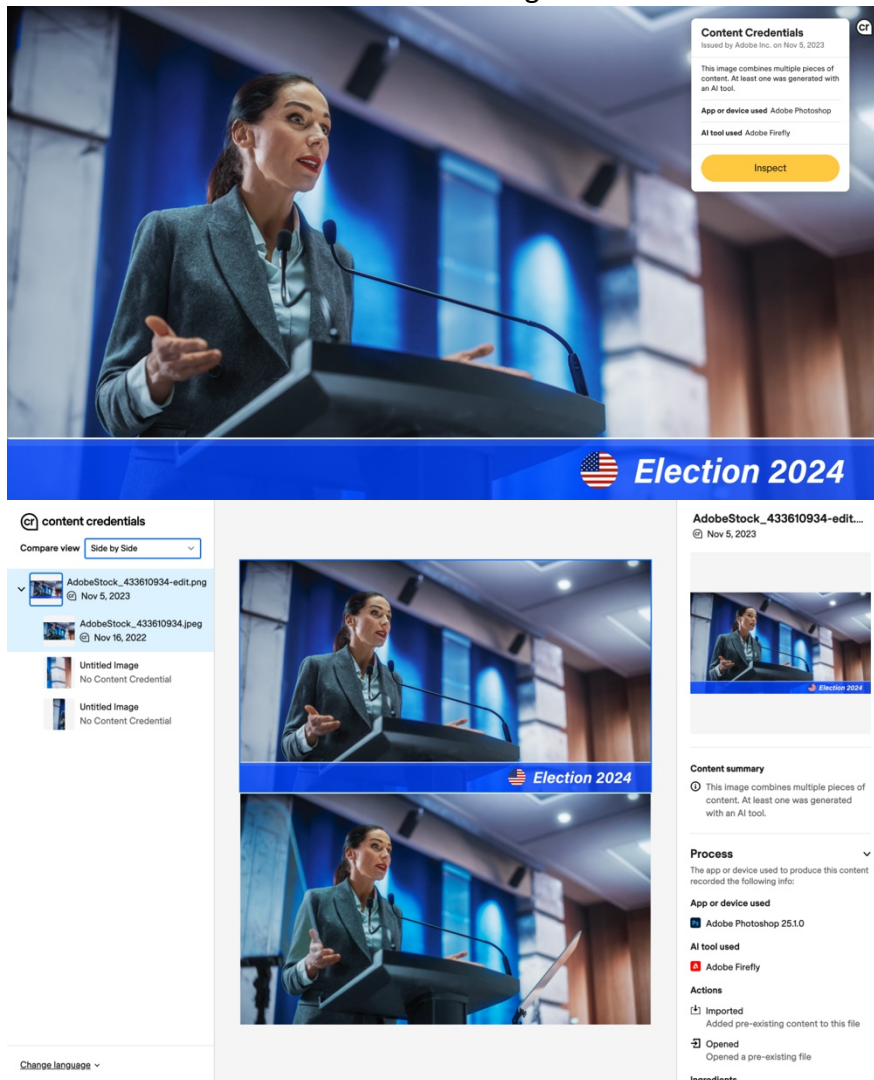 Content Credentials
Issued by Adobe Inc. on Nov 5, 2023
This image combines multiple pieces of
content. At least one was generated with
an AI tool.
App or device used Adobe Photoshop
AI tool used Adobe Firefly
Inspect
cr
Election 2024
cr content credentials
Compare view Side by Side
AdobeStock_433610934-edit.png
Nov 5, 2023
AdobeStock_433610934.jpeg
Nov 16, 2022
Untitled Image
No Content Credential
Untitled Image
No Content Credential
Change language
Election 2024
AdobeStock_433610934-edit....
Nov 5, 2023
Election 2024
Content summary
This image combines multiple pieces of
content. At least one was generated
with an AI tool.
Process
The app or device used to produce this content
recorded the following info:
App or device used
Ps Adobe Photoshop 25.1.0
AI tool used
Adobe Firefly
Actions
Imported
Added pre-existing content to this file
Opened
Opened a pre-existing file